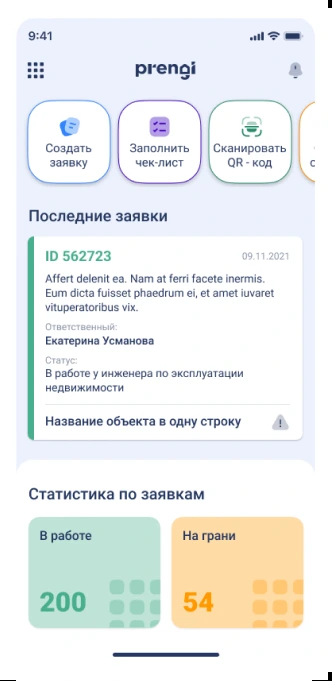 9:41
prengi
Создать
заявку
Заполнить
чек-лист
Сканировать
QR - код
Последние заявки
ID 562723
09.11.2021
Affert delenit ea. Nam at ferri facete inermis.
Eum dicta fuisset phaedrum ei, et amet iuvaret
vituperatoribus vix.
Ответственный:
Екатерина Усманова
Статус:
В работе у инженера по эксплуатации
недвижимости
Название объекта в одну строку
Статистика по заявкам
В работе
На грани
200
54